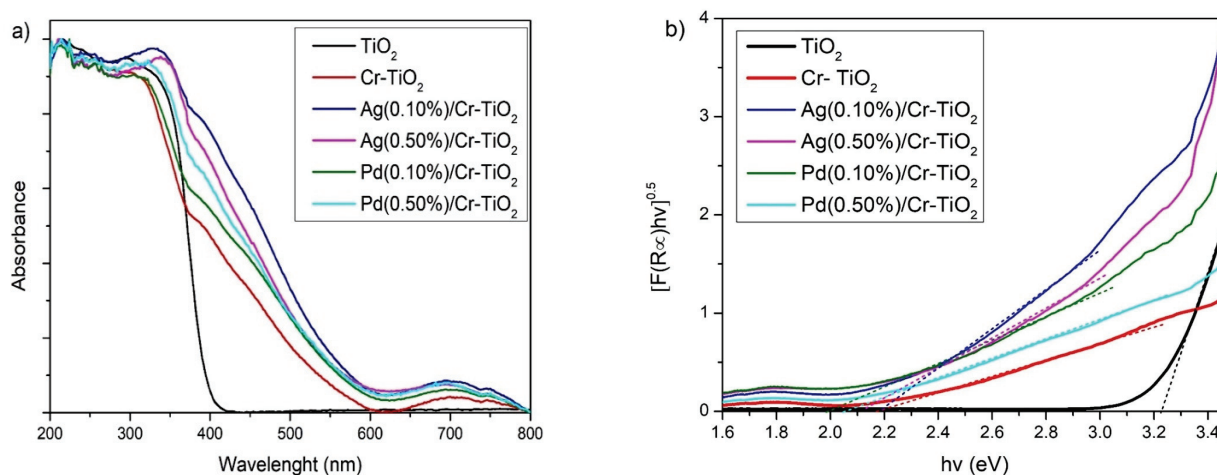 a)
Absorbance
TiO₂
Cr-TiO₂
Ag(0.10%)/Cr-TiO₂
Ag(0.50%)/Cr-TiO₂
Pd(0.10%)/Cr-TiO₂
Pd(0.50%)/Cr-TiO₂
200 300 400 500 600 700 800
Wavelenght (nm)
b)
[F(R∝)hv]⁰·⁵
4
3
2
1
0
TiO₂
Cr- TiO₂
Ag(0.10%)/Cr-TiO₂
Ag(0.50%)/Cr-TiO₂
Pd(0.10%)/Cr-TiO₂
Pd(0.50%)/Cr-TiO₂
1.6 1.8 2.0 2.2 2.4 2.6 2.8 3.0 3.2 3.4
hv (eV)